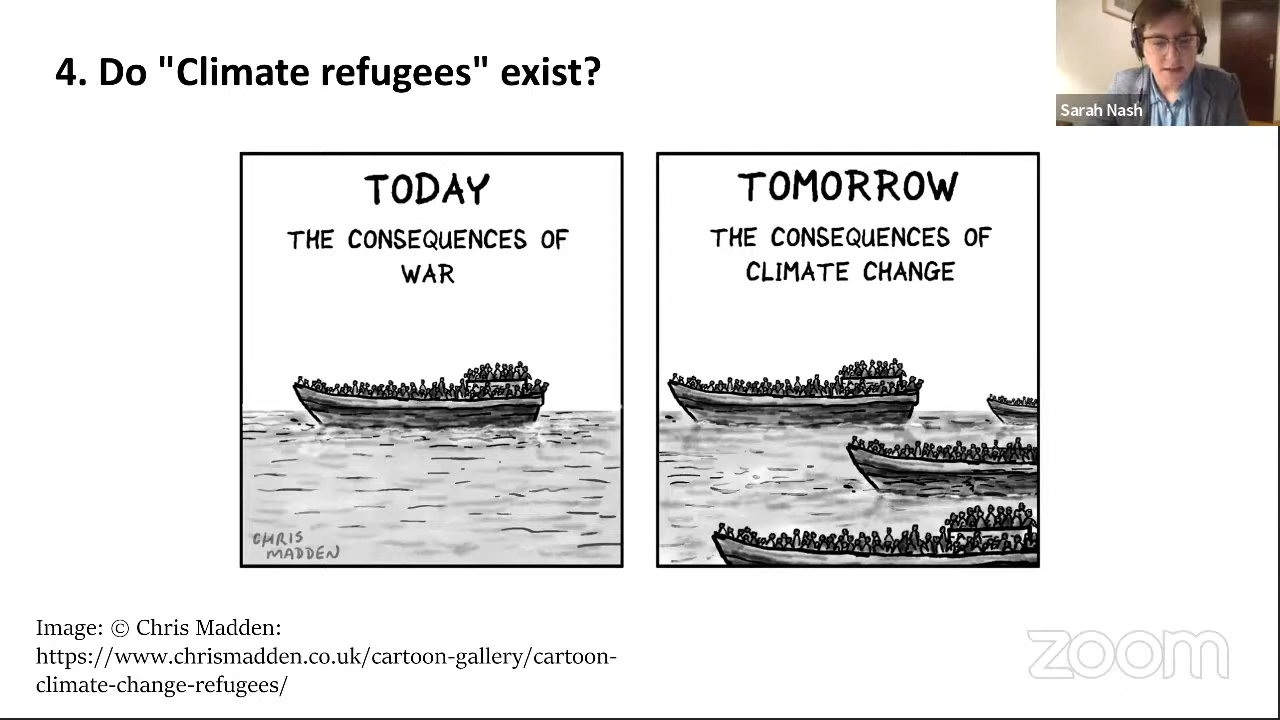 4. Do "Climate refugees" exist?
Sarah Nash
TODAY
THE CONSEQUENCES OF
WAR
CHRIS
MADDEN
TOMORROW
THE CONSEQUENCES OF
CLIMATE CHANGE
Image: © Chris Madden:
https://www.chrismadden.co.uk/cartoon-gallery/cartoon-
climate-change-refugees/
zoom